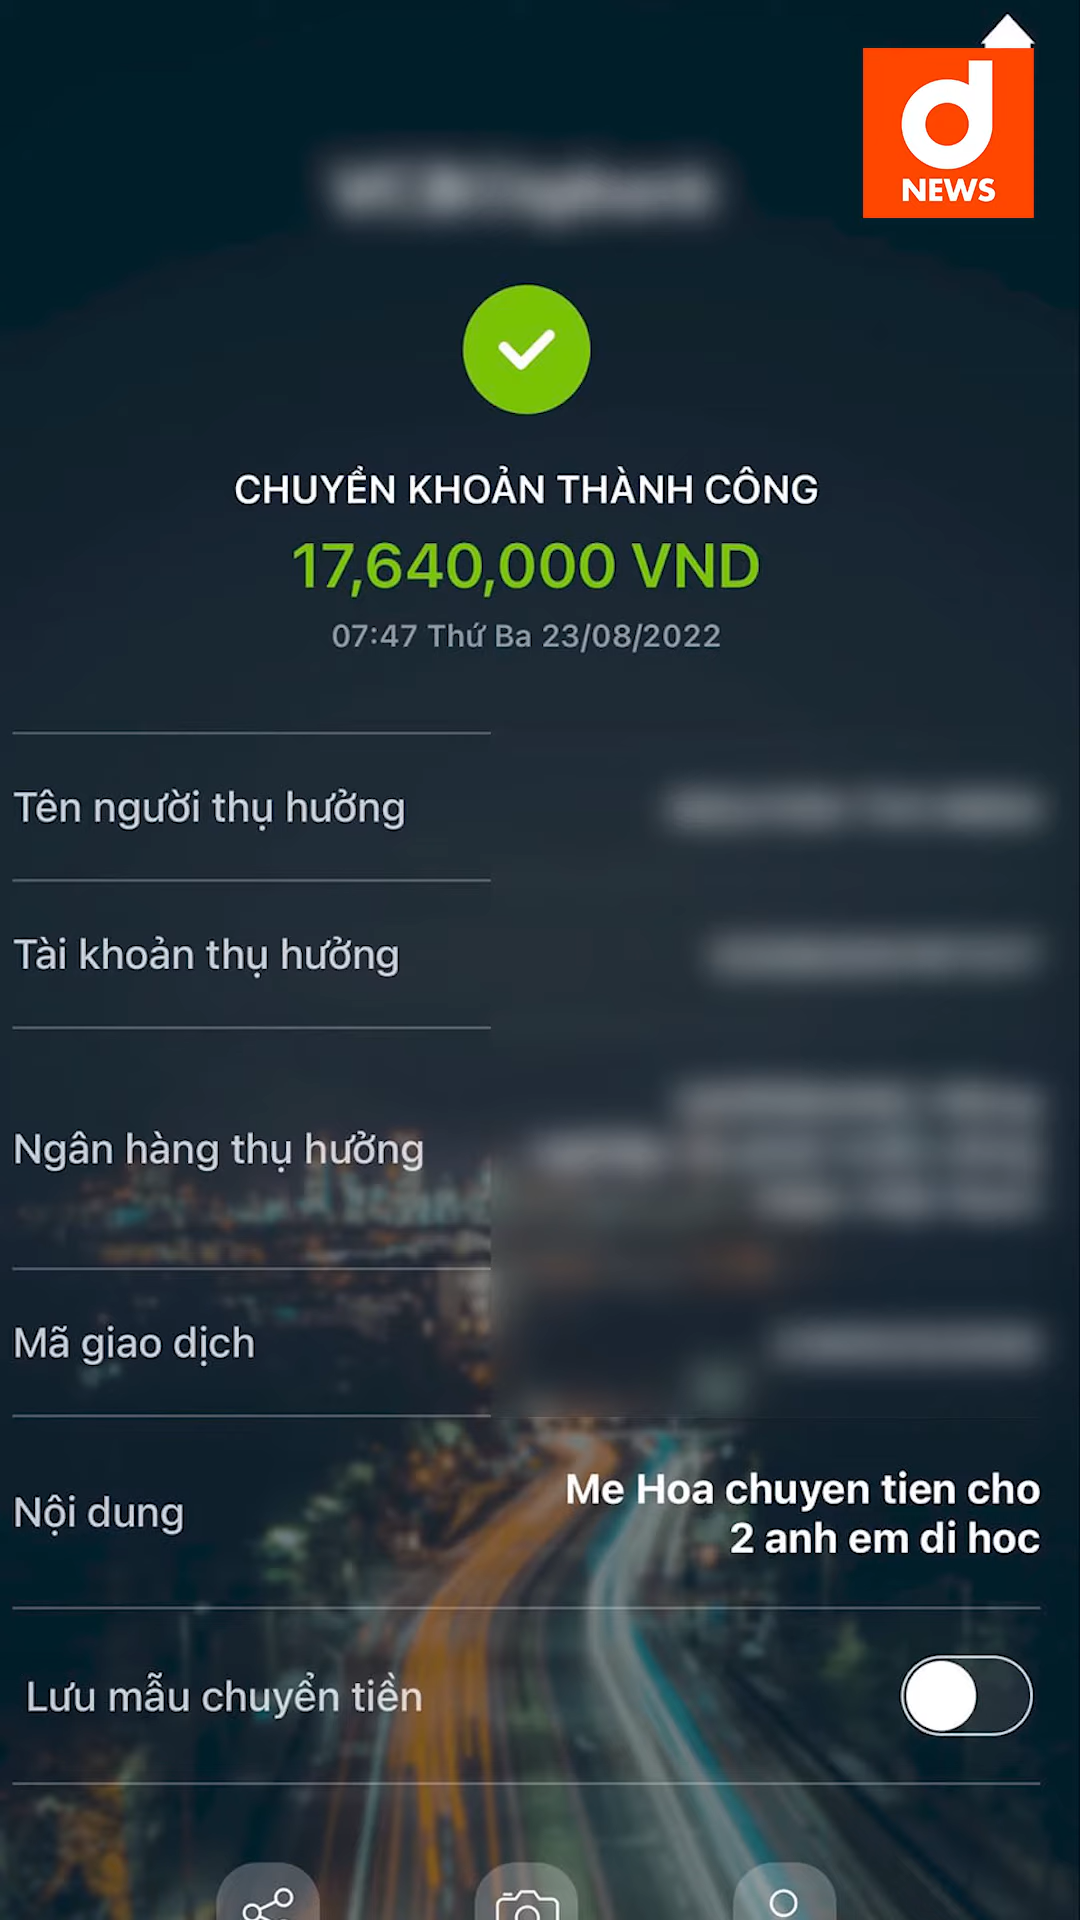 d
NEWS
CHUYỂN KHOẢN THÀNH CÔNG
17,640,000 VND
07:47 Thứ Ba 23/08/2022
Tên người thụ hưởng
Tài khoản thụ hưởng
Ngân hàng thụ hưởng
Mã giao dịch
Nội dung
Me Hoa chuyen tien cho
2 anh em di hoc
Lưu mẫu chuyển tiền